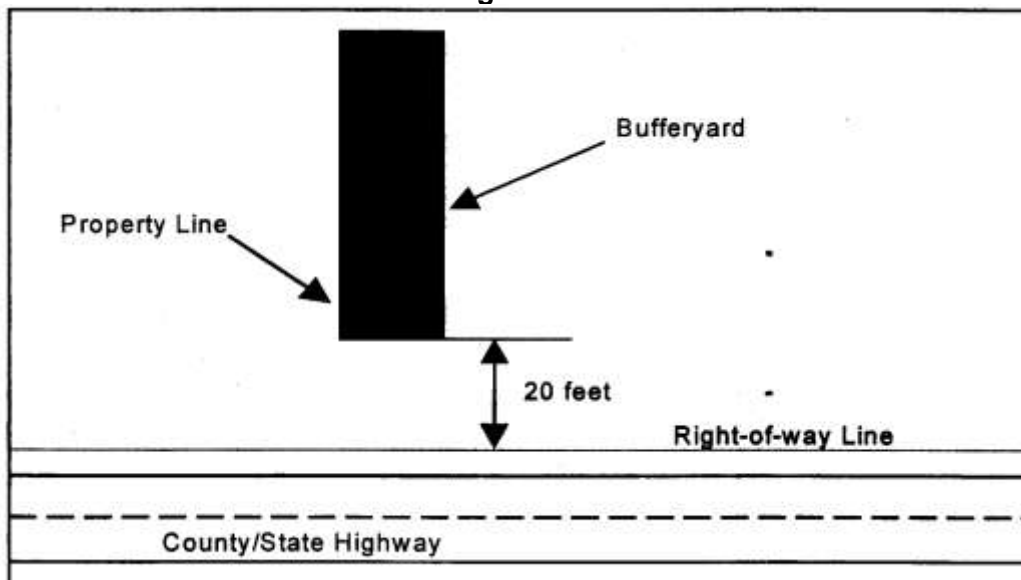 Bufferyard
Property Line
20 feet
Right-of-way Line
County/State Highway